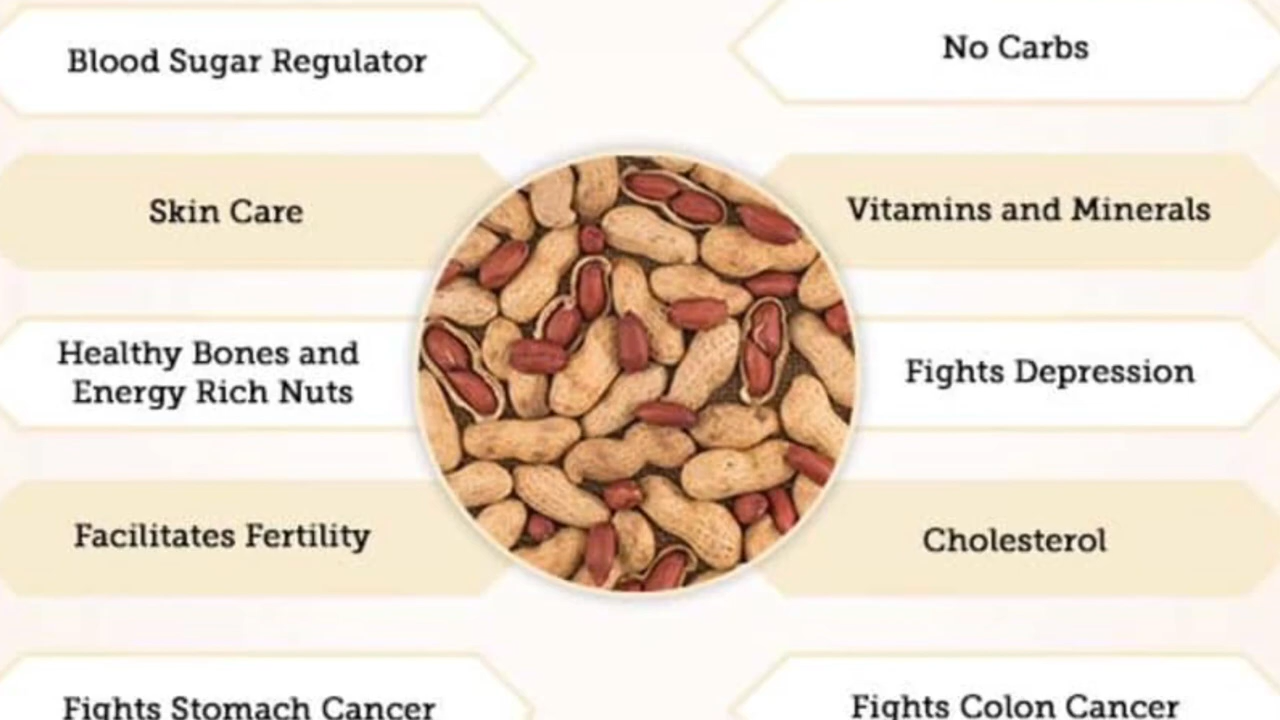 Blood Sugar Regulator
No Carbs
Skin Care
Vitamins and Minerals
Healthy Bones and
Energy Rich Nuts
Fights Depression
Facilitates Fertility
Cholesterol
Fights Stomach Cancer
Fights Colon Cancer